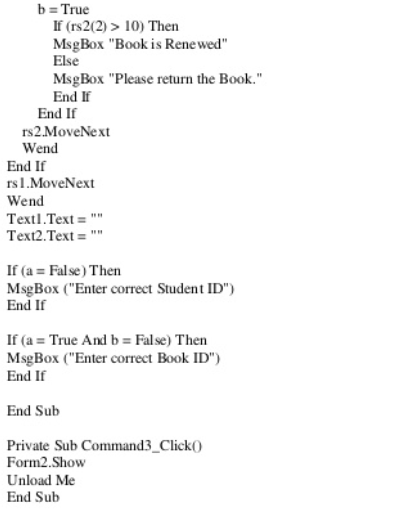 b = True
If (rs2(2) > 10) Then
MsgBox "Book is Renewed"
Else
MsgBox "Please return the Book."
End If
End If
rs2.MoveNext
Wend
End If
rs1.MoveNext
Wend
Text1.Text = ""
Text2.Text = ""
If (a = False) Then
MsgBox ("Enter correct Student ID")
End If
If (a = True And b = False) Then
MsgBox ("Enter correct Book ID")
End If
End Sub
Private Sub Command3_Click()
Form2.Show
Unload Me
End Sub